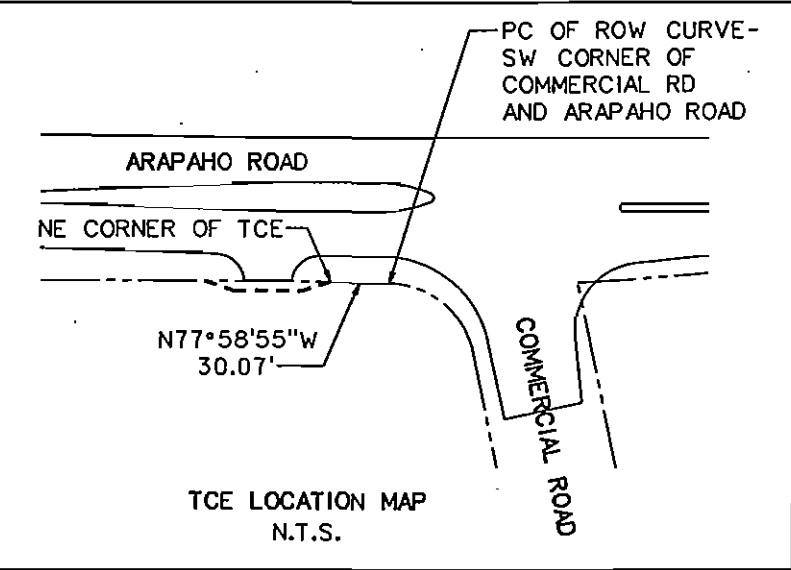 PC OF ROW CURVE-
SW CORNER OF
COMMERCIAL RD
AND ARAPAHO ROAD
ARAPAHO ROAD
NE CORNER OF TCE
N77°58'55"W
30.07'
COMMERCIAL ROAD
TCE LOCATION MAP
N.T.S.